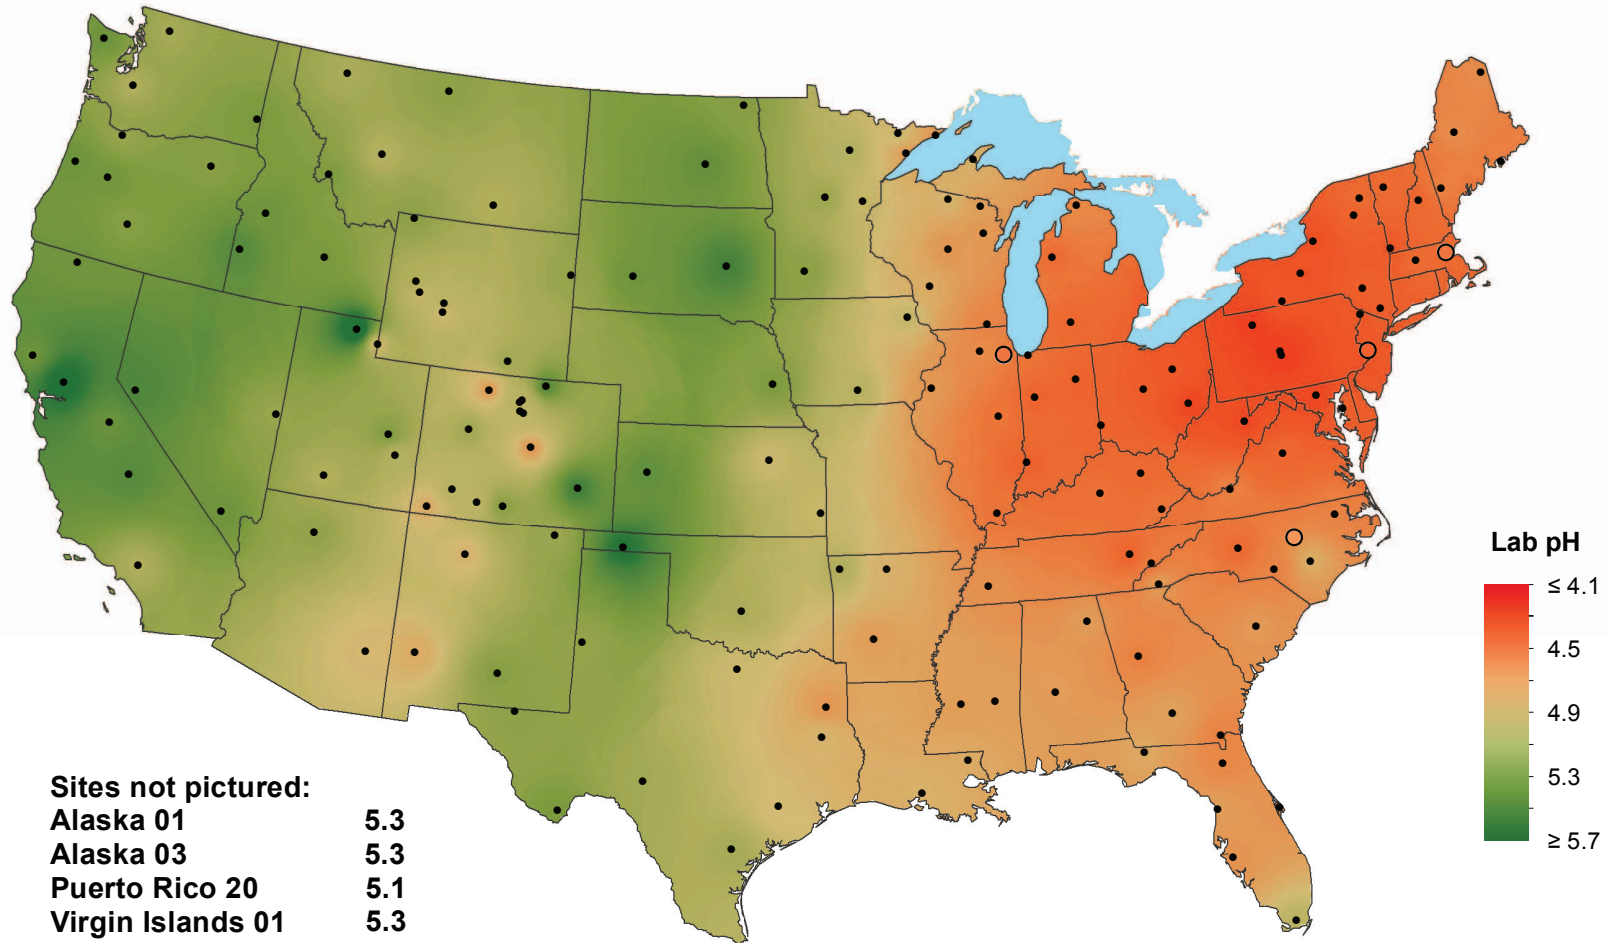 Lab pH
≤ 4.1
4.5
4.9
5.3
≥ 5.7
Sites not pictured:
Alaska 01 5.3
Alaska 03 5.3
Puerto Rico 20 5.1
Virgin Islands 01 5.3